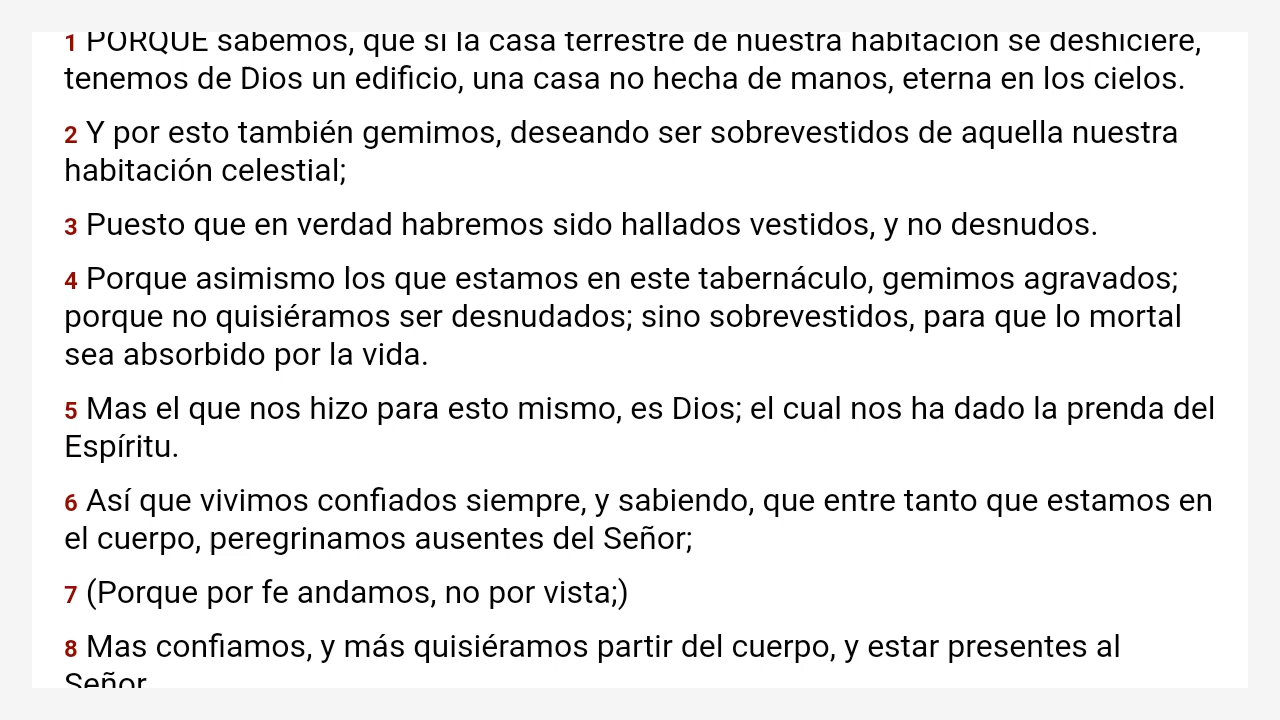 1 PORQUE sabemos, que si la casa terrestre de nuestra habitación se deshiciere,
tenemos de Dios un edificio, una casa no hecha de manos, eterna en los cielos.
2 Y por esto también gemimos, deseando ser sobrevestidos de aquella nuestra
habitación celestial;
3 Puesto que en verdad habremos sido hallados vestidos, y no desnudos.
4 Porque asimismo los que estamos en este tabernáculo, gemimos agravados;
porque no quisiéramos ser desnudados; sino sobrevestidos, para que lo mortal
sea absorbido por la vida.
5 Mas el que nos hizo para esto mismo, es Dios; el cual nos ha dado la prenda del
Espíritu.
6 Así que vivimos confiados siempre, y sabiendo, que entre tanto que estamos en
el cuerpo, peregrinamos ausentes del Señor;
7 (Porque por fe andamos, no por vista;)
8 Mas confiamos, y más quisiéramos partir del cuerpo, y estar presentes al
Señor.